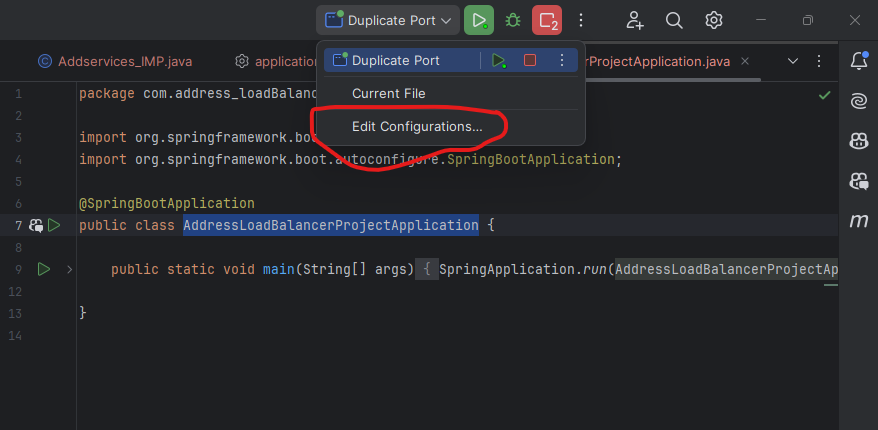 Duplicate Port
2
Addservices_IMP.java
application
rProjectApplication.java
Duplicate Port
Current File
Edit Configurations...
1 package com.address_loadBalan
2
3 import org.springframework.boo
4 import org.springframework.boot.autoconfigure.SpringBootApplication;
5
6 @SpringBootApplication
7 public class AddressLoadBalancerProjectApplication {
8
9 public static void main(String[] args) { SpringApplication.run(AddressLoadBalancerProjectAp
12
13 }
14
m